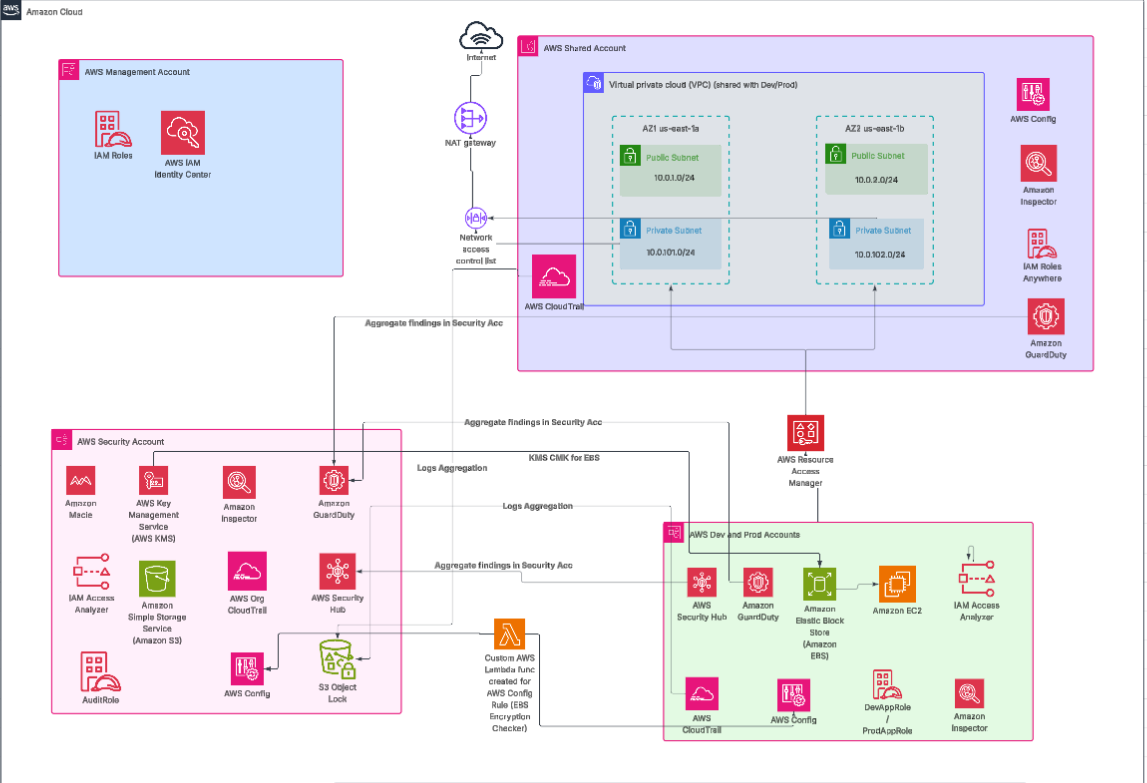 aws
Amazon Cloud
Internet
AWS Shared Account
AWS Management Account
Virtual private cloud (VPC) (shared with Dev/Prod)
IAM Roles
AWS IAM
Identity Center
NAT gateway
AZ1 us-east-1a
Public Subnet
10.0.1.0/24
Private Subnet
10.0.101.0/24
AZ2 us-east-1b
Public Subnet
10.0.2.0/24
Private Subnet
10.0.102.0/24
AWS Config
Amazon
Inspector
IAM Roles
Anywhere
Amazon
GuardDuty
Network
access
control list
AWS CloudTrail
Aggregate findings in Security Acc
Aggregate findings in Security Acc
KMS CMK for EBS
Logs Aggregation
Logs Aggregation
Aggregate findings in Security Acc
AWS Resource
Access
Manager
AWS Security Account
Amazon
Macie
AWS Key
Management
Service
(AWS KMS)
Amazon
Inspector
Amazon
GuardDuty
IAM Access
Analyzer
Amazon
Simple Storage
Service
(Amazon S3)
AWS Org
CloudTrail
AWS Security
Hub
AuditRole
AWS Config
S3 Object
Lock
Custom AWS
Lambda func
created for
AWS Config
Rule (EBS
Encryption
Checker)
AWS Dev and Prod Accounts
AWS
Security Hub
Amazon
GuardDuty
Amazon
Elastic Block
Store
(Amazon
EBS)
Amazon EC2
IAM Access
Analyzer
AWS
CloudTrail
AWS Config
DevAppRole
/
ProdAppRole
Amazon
Inspector